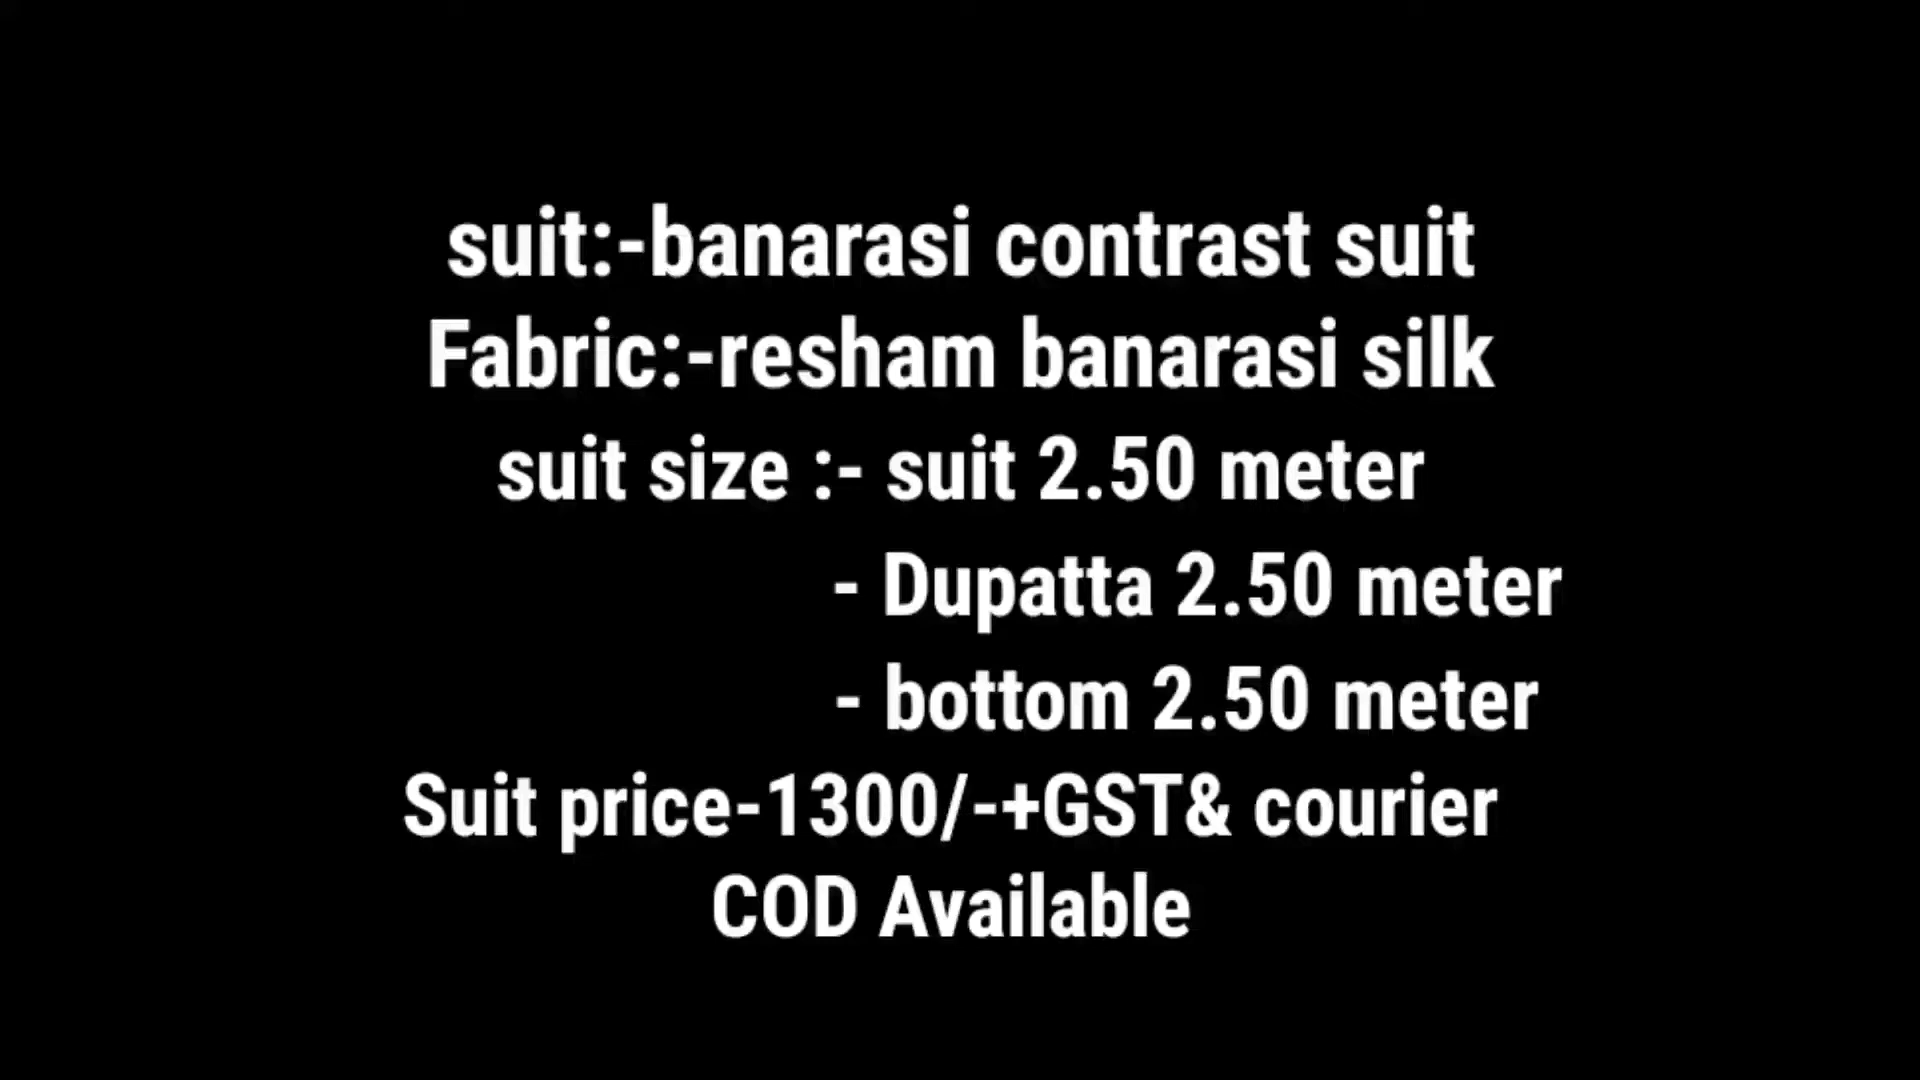 suit:-banarasi contrast suit
Fabric:-resham banarasi silk
suit size :- suit 2.50 meter
- Dupatta 2.50 meter
- bottom 2.50 meter
Suit price-1300/-+GST& courier
COD Available